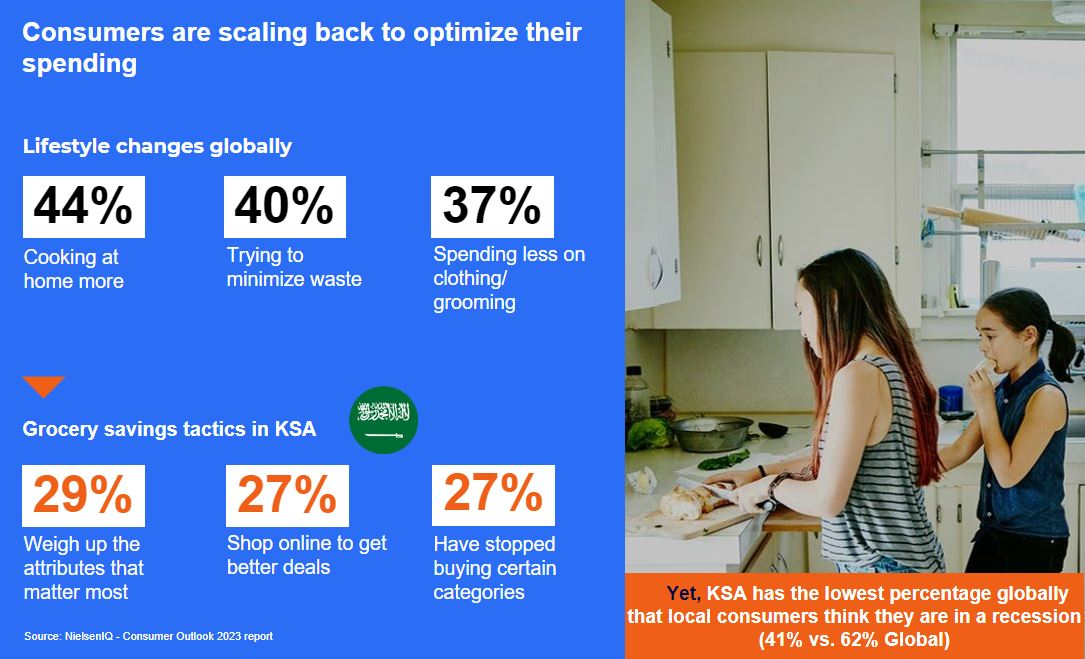 Consumers are scaling back to optimize their
spending
Lifestyle changes globally
44%
Cooking at
home more
40%
Trying to
minimize waste
37%
Spending less on
clothing/
grooming
Grocery savings tactics in KSA
29%
Weigh up the
attributes that
matter most
27%
Shop online to get
better deals
27%
Have stopped
buying certain
categories
Source: NielsenIQ - Consumer Outlook 2023 report
Yet, KSA has the lowest percentage globally
that local consumers think they are in a recession
(41% vs. 62% Global)